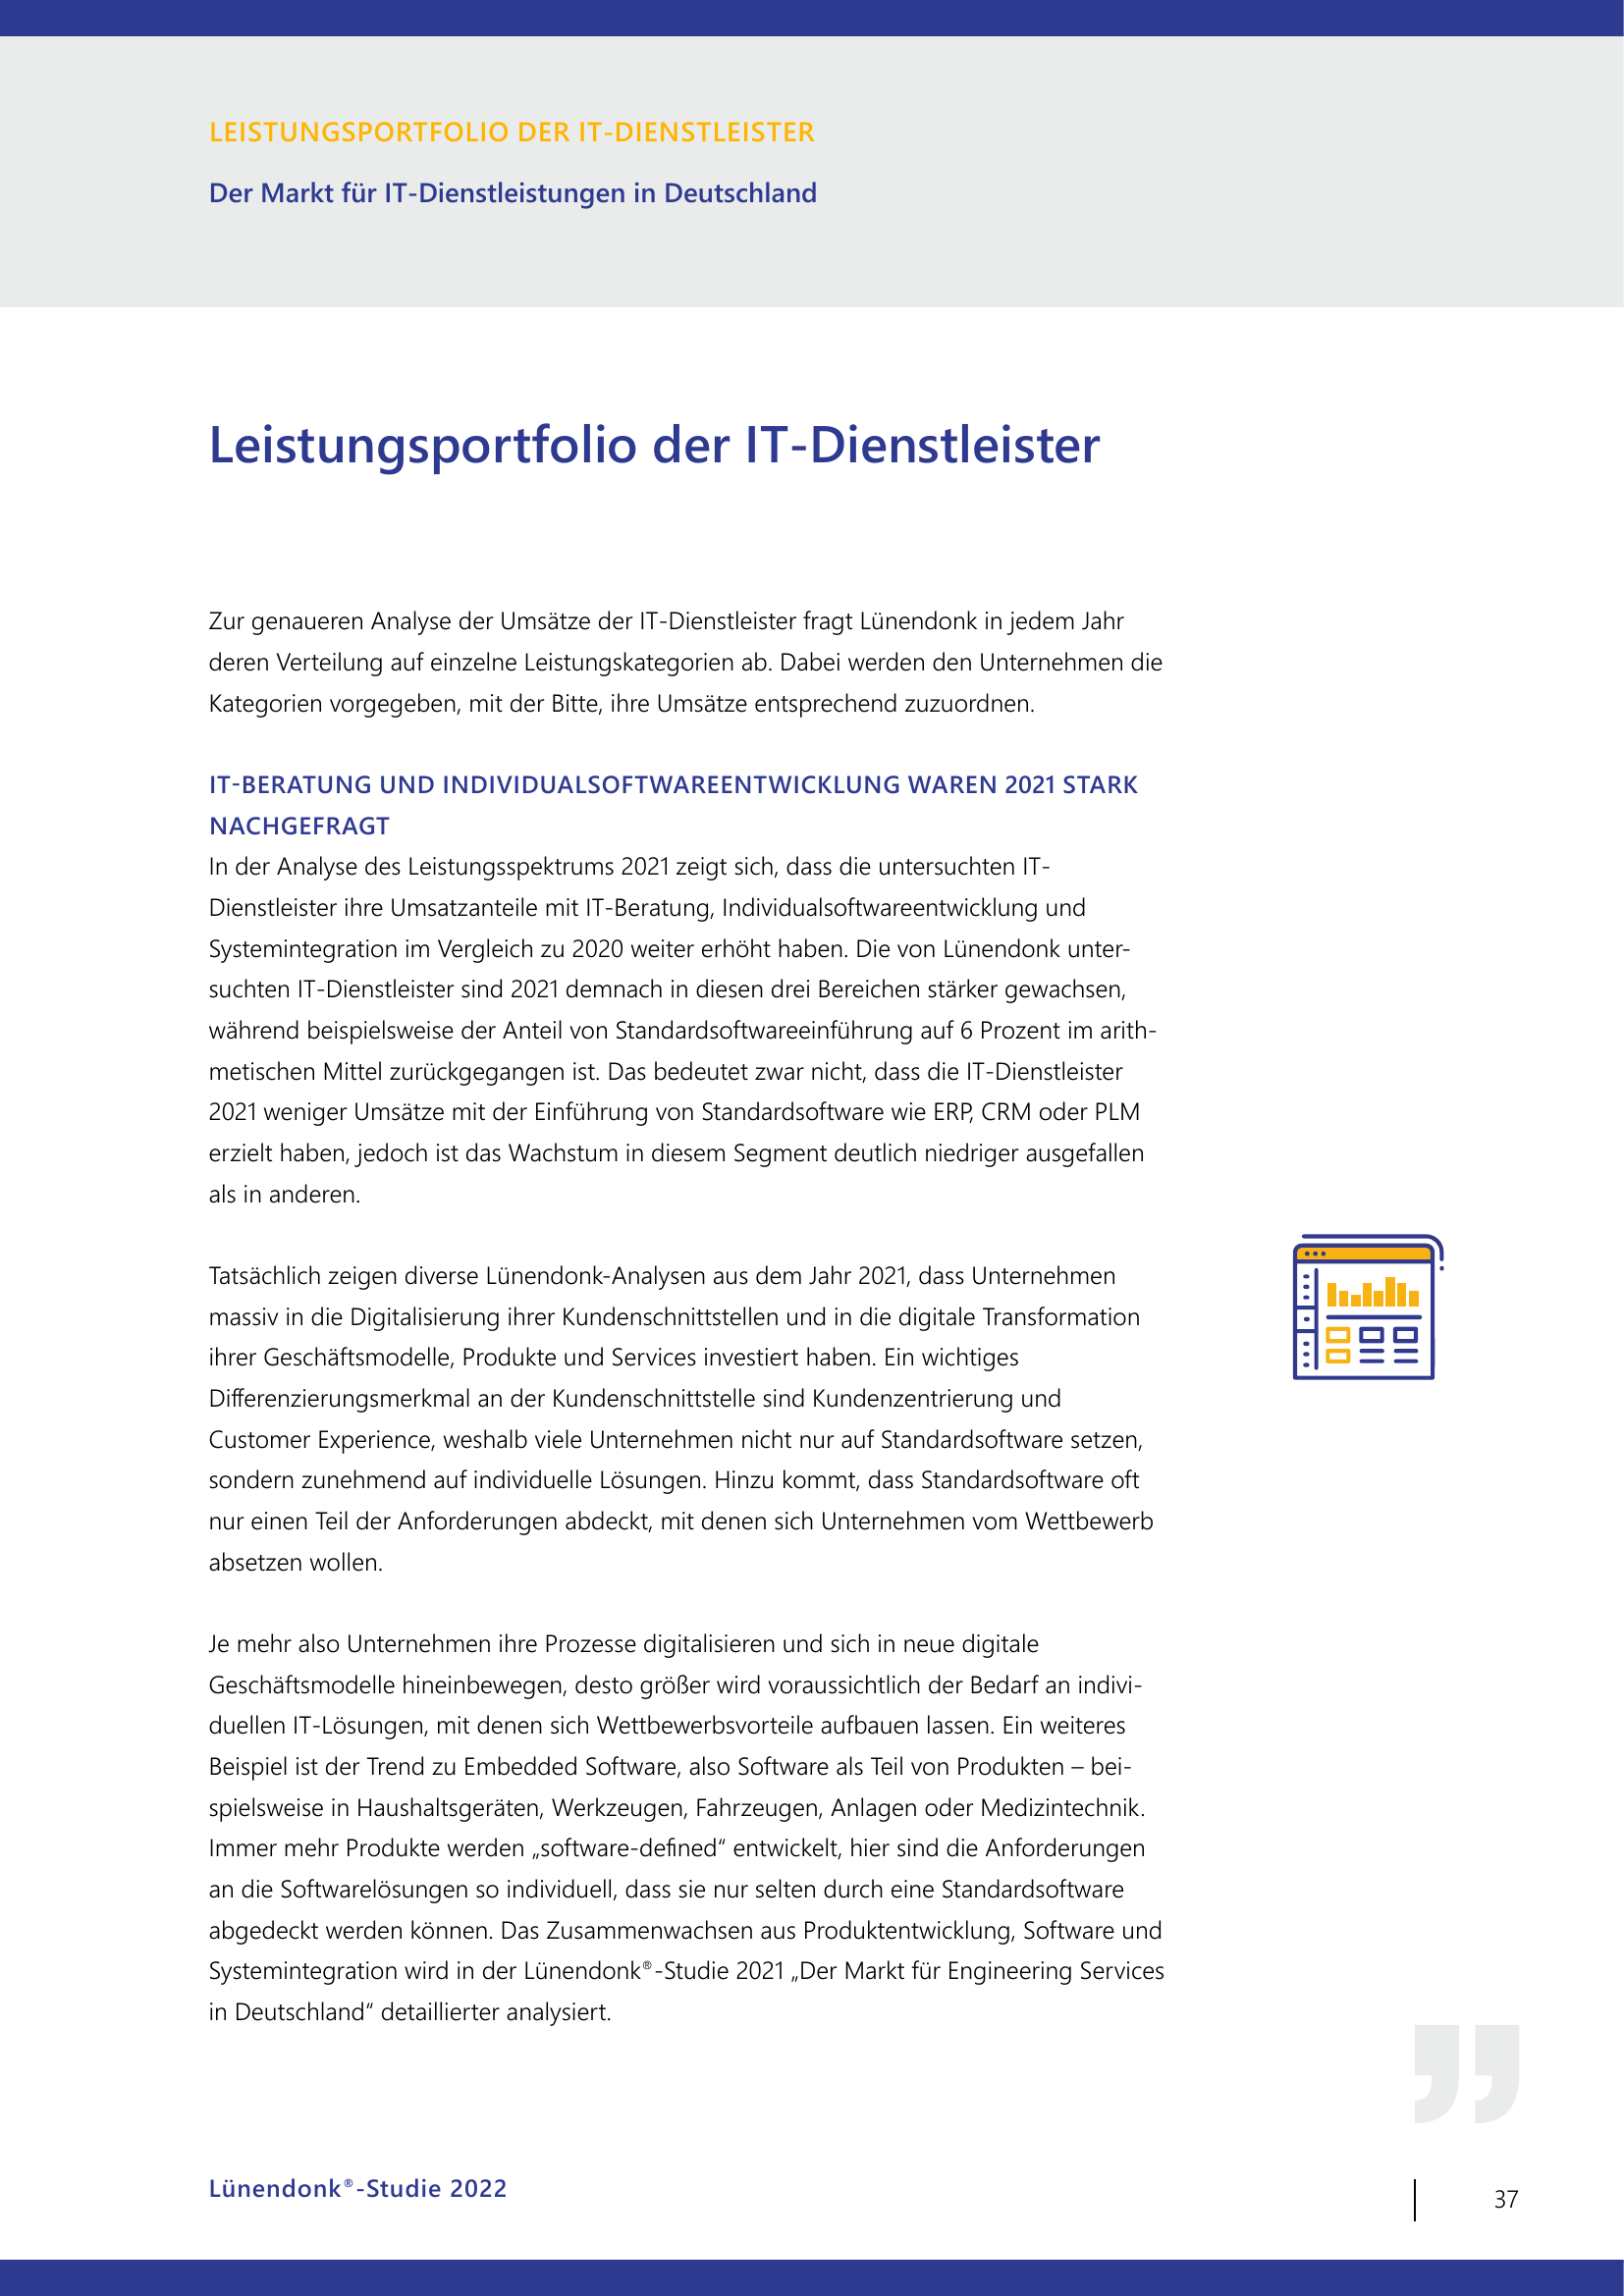 LEISTUNGSPORTFOLIO DER IT-DIENSTLEISTER
Der Markt für IT-Dienstleistungen in Deutschland
Leistungsportfolio der IT-Dienstleister
Zur genaueren Analyse der Umsätze der IT-Dienstleister fragt Lünendonk in jedem Jahr
deren Verteilung auf einzelne Leistungskategorien ab. Dabei werden den Unternehmen die
Kategorien vorgegeben, mit der Bitte, ihre Umsätze entsprechend zuzuordnen.
IT-BERATUNG UND INDIVIDUALSOFTWAREENTWICKLUNG WAREN 2021 STARK
NACHGEFRAGT
In der Analyse des Leistungsspektrums 2021 zeigt sich, dass die untersuchten IT-
Dienstleister ihre Umsatzanteile mit IT-Beratung, Individualsoftwareentwicklung und
Systemintegration im Vergleich zu 2020 weiter erhöht haben. Die von Lünendonk unter-
suchten IT-Dienstleister sind 2021 demnach in diesen drei Bereichen stärker gewachsen,
während beispielsweise der Anteil von Standardsoftwareeinführung auf 6 Prozent im arith-
metischen Mittel zurückgegangen ist. Das bedeutet zwar nicht, dass die IT-Dienstleister
2021 weniger Umsätze mit der Einführung von Standardsoftware wie ERP, CRM oder PLM
erzielt haben, jedoch ist das Wachstum in diesem Segment deutlich niedriger ausgefallen
als in anderen.
Tatsächlich zeigen diverse Lünendonk-Analysen aus dem Jahr 2021, dass Unternehmen
massiv in die Digitalisierung ihrer Kundenschnittstellen und in die digitale Transformation
ihrer Geschäftsmodelle, Produkte und Services investiert haben. Ein wichtiges
Differenzierungsmerkmal an der Kundenschnittstelle sind Kundenzentrierung und
Customer Experience, weshalb viele Unternehmen nicht nur auf Standardsoftware setzen,
sondern zunehmend auf individuelle Lösungen. Hinzu kommt, dass Standardsoftware oft
nur einen Teil der Anforderungen abdeckt, mit denen sich Unternehmen vom Wettbewerb
absetzen wollen.
Je mehr also Unternehmen ihre Prozesse digitalisieren und sich in neue digitale
Geschäftsmodelle hineinbewegen, desto größer wird voraussichtlich der Bedarf an indivi-
duellen IT-Lösungen, mit denen sich Wettbewerbsvorteile aufbauen lassen. Ein weiteres
Beispiel ist der Trend zu Embedded Software, also Software als Teil von Produkten – bei-
spielsweise in Haushaltsgeräten, Werkzeugen, Fahrzeugen, Anlagen oder Medizintechnik.
Immer mehr Produkte werden „software-defined“ entwickelt, hier sind die Anforderungen
an die Softwarelösungen so individuell, dass sie nur selten durch eine Standardsoftware
abgedeckt werden können. Das Zusammenwachsen aus Produktentwicklung, Software und
Systemintegration wird in der Lünendonk®-Studie 2021 „Der Markt für Engineering Services
in Deutschland“ detaillierter analysiert.
Lünendonk®-Studie 2022
37